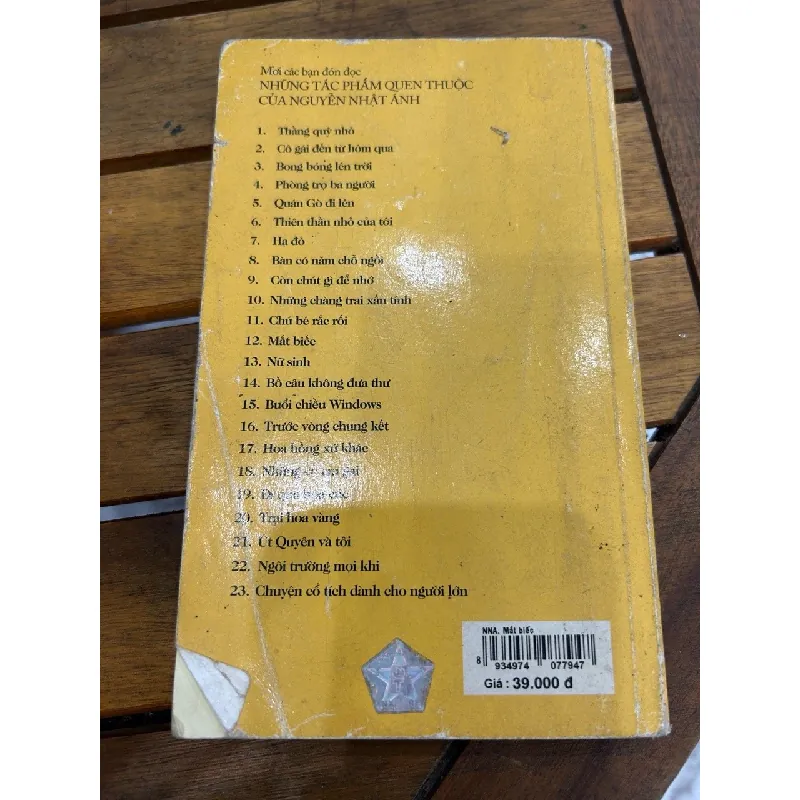 Mời các bạn đón đọc
NHỮNG TÁC PHẨM QUEN THUỘC
CỦA NGUYỄN NHẬT ÁNH
1. Thằng quỷ nhỏ
2. Cô gái đến từ hôm qua
3. Bong bóng lên trời
4. Phòng trọ ba người
5. Quán Gò đi lên
6. Thiên thần nhỏ của tôi
7. Hạ đỏ
8. Bàn có năm chỗ ngồi
9. Còn chút gì để nhớ
10. Những chàng trai xấu tính
11. Chú bé rắc rối
12. Mắt biếc
13. Nữ sinh
14. Bồ câu không đưa thư
15. Buổi chiều Windows
16. Trước vòng chung kết
17. Hoa hồng xứ khác
18. Những gái
19. Đi qua hoa cúc
20. Trại hoa vàng
21. Út Quyên và tôi
22. Ngôi trường mọi khi
23. Chuyện cổ tích dành cho người lớn
NNA. Mắt biếc
8 934974 077947
Giá : 39.000 đ